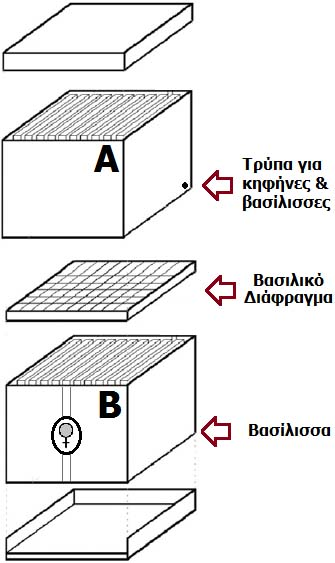 A
Τρύπα για
κηφήνες &
βασίλισσες
Βασιλικό
Διάφραγμα
B
Βασίλισσα